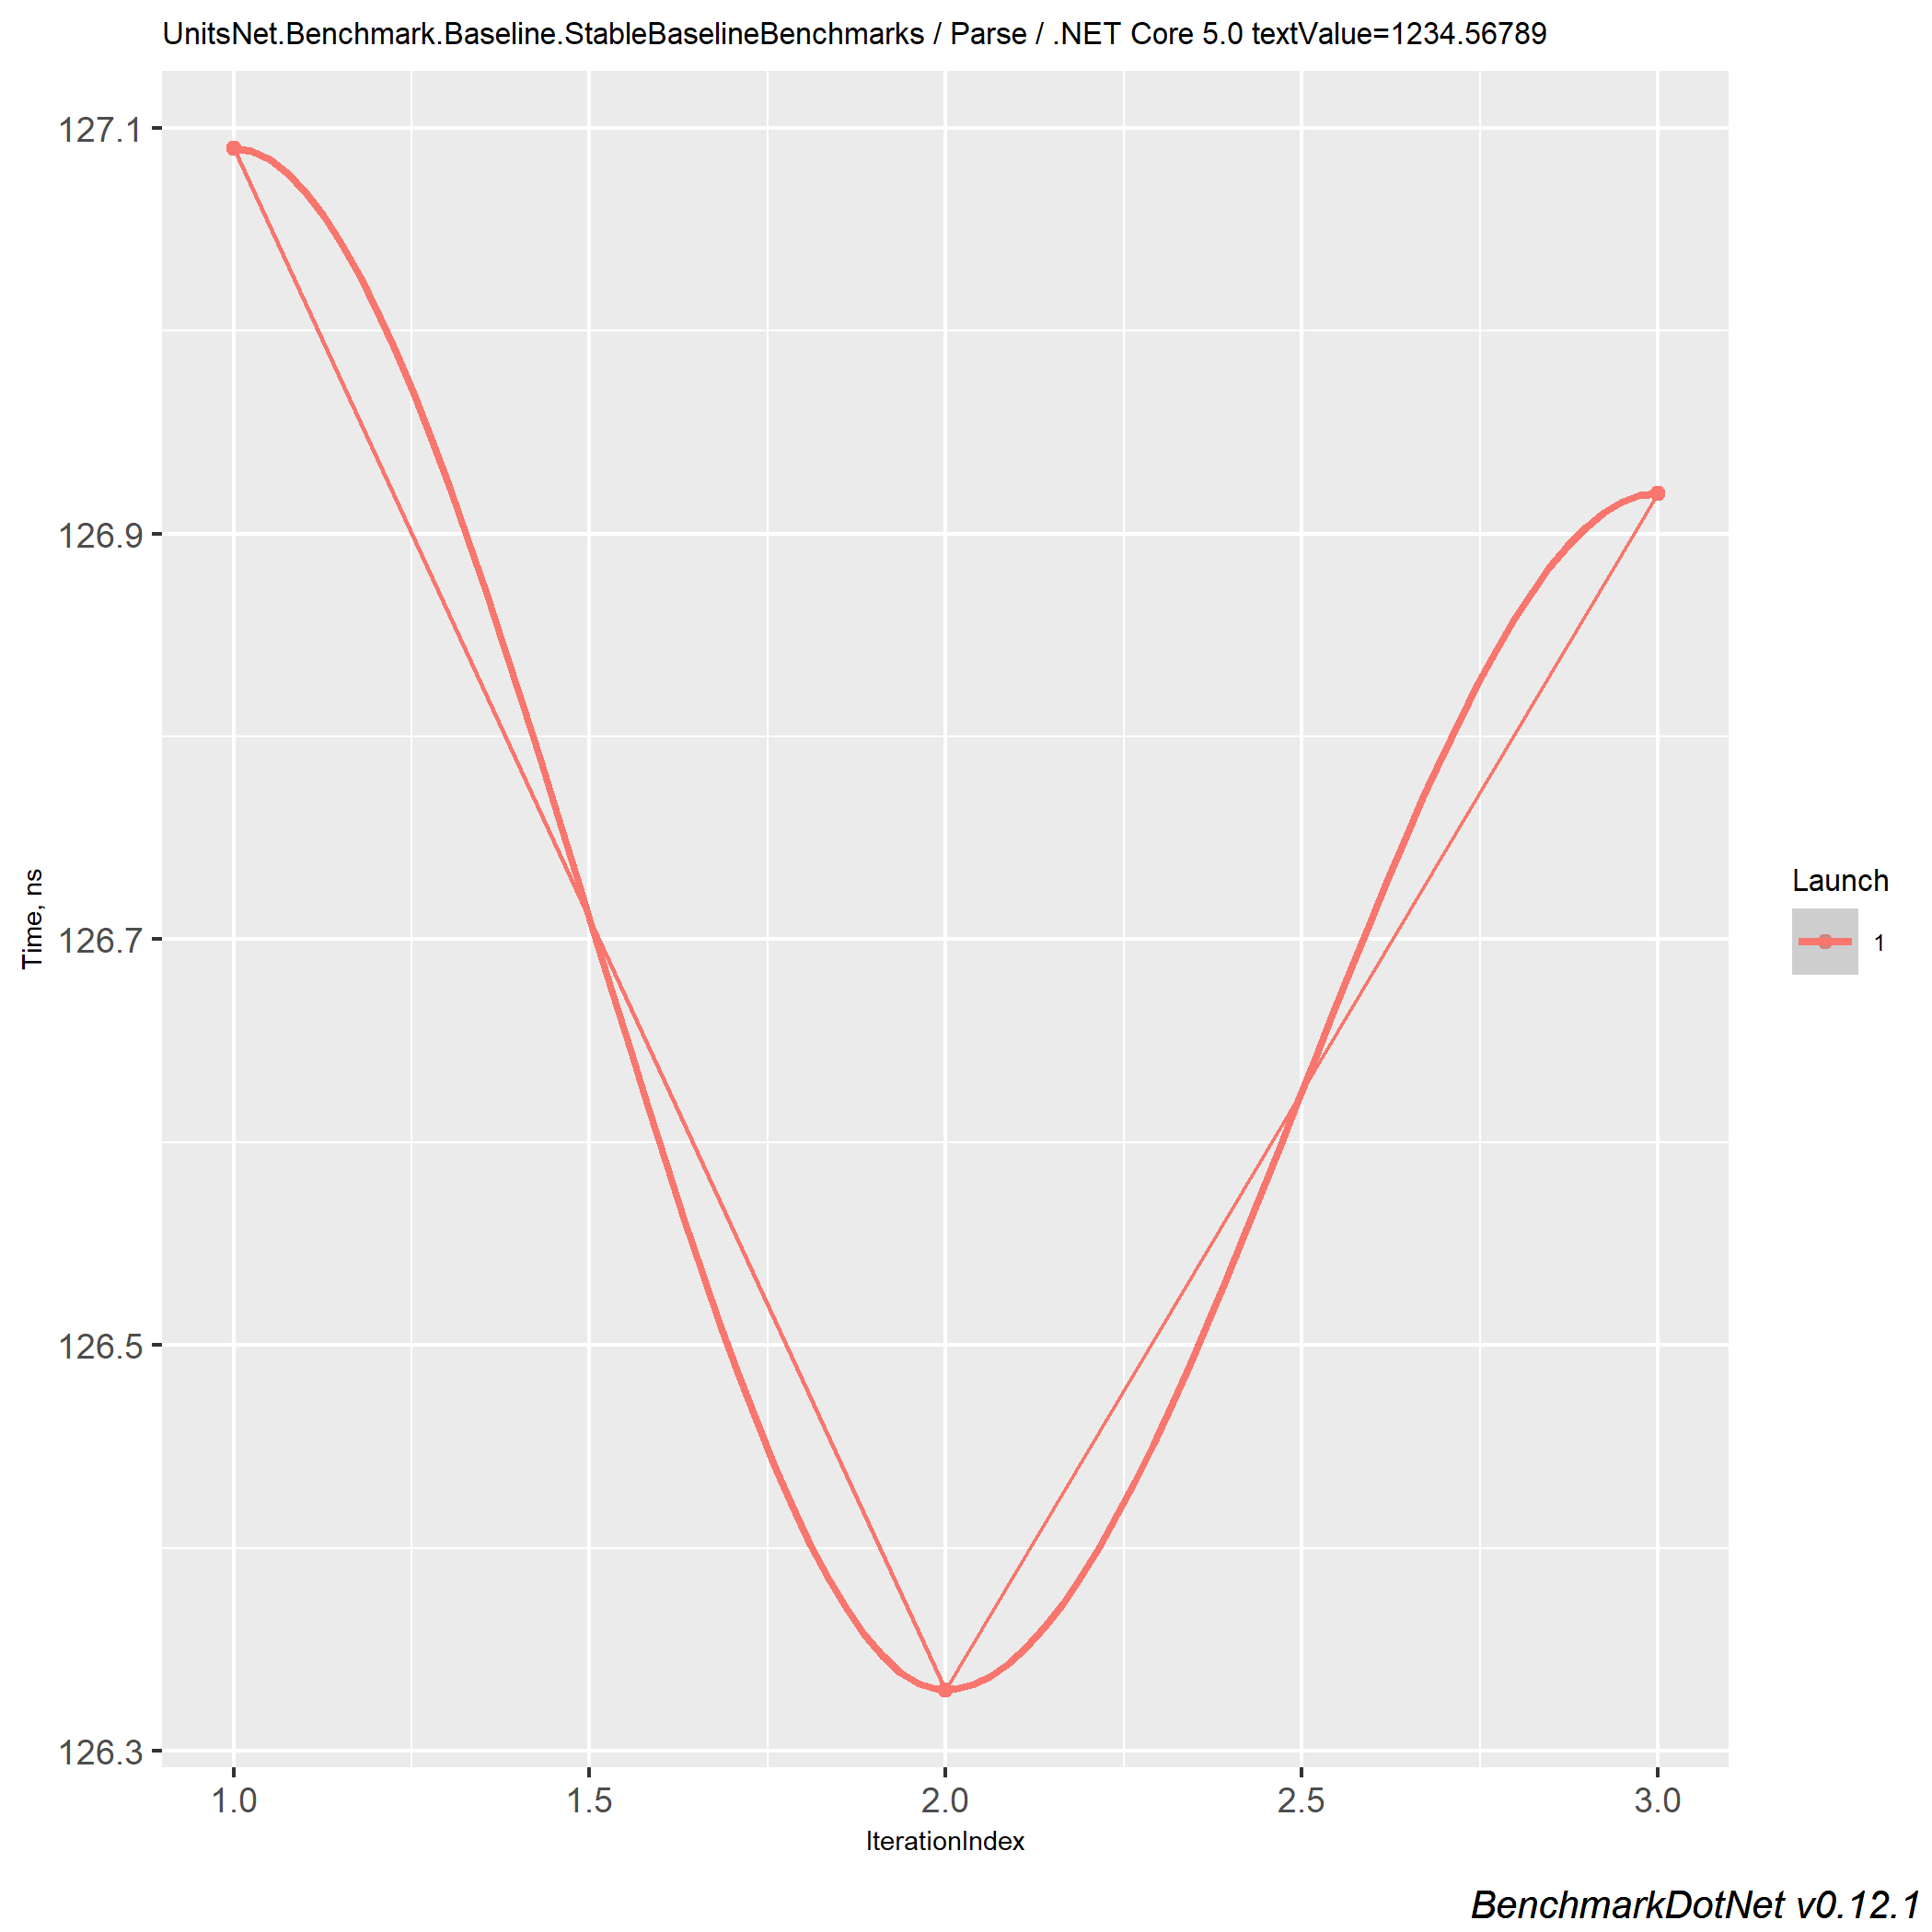 UnitsNet.Benchmark.Baseline.StableBaselineBenchmarks / Parse / .NET Core 5.0 textValue=1234.56789
127.1
126.9
126.7
126.5
126.3
Time, ns
1.0 1.5 2.0 2.5 3.0
IterationIndex
Launch
1
BenchmarkDotNet v0.12.1